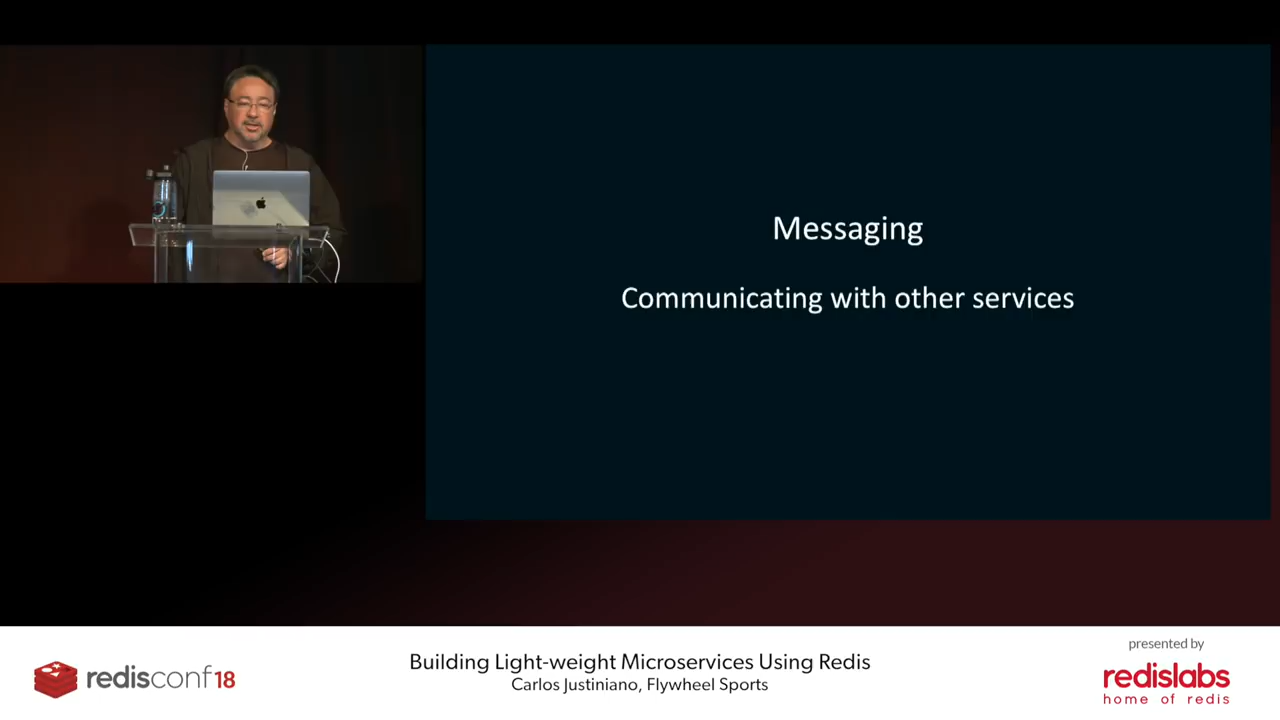 Messaging
Communicating with other services
redisconf18
Building Light-weight Microservices Using Redis
Carlos Justiniano, Flywheel Sports
presented by
redislabs
home of redis